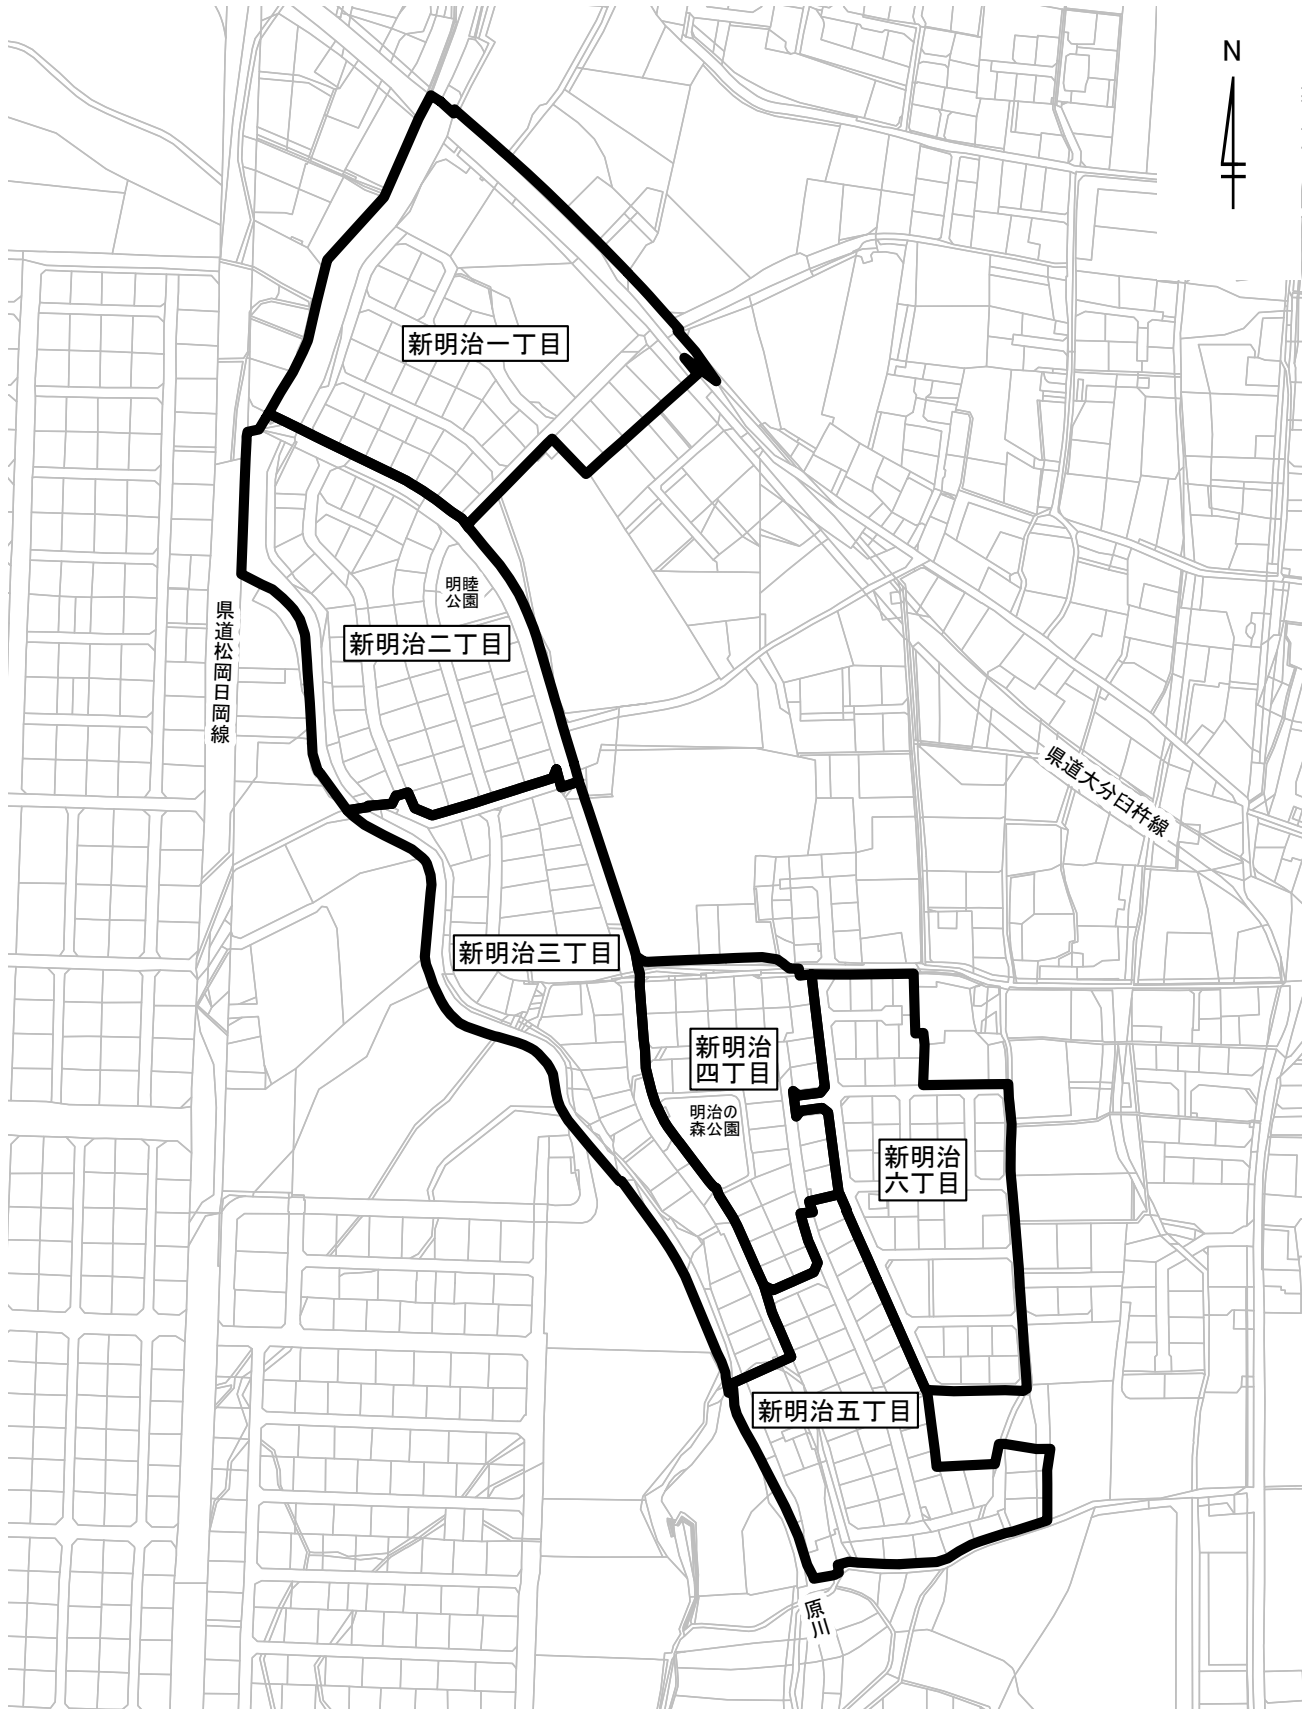 N
新明治一丁目
明睦
公園
県道松岡日岡線
新明治二丁目
県道大分臼杵線
新明治三丁目
新明治
四丁目
明治の
森公園
新明治
六丁目
新明治五丁目
原川